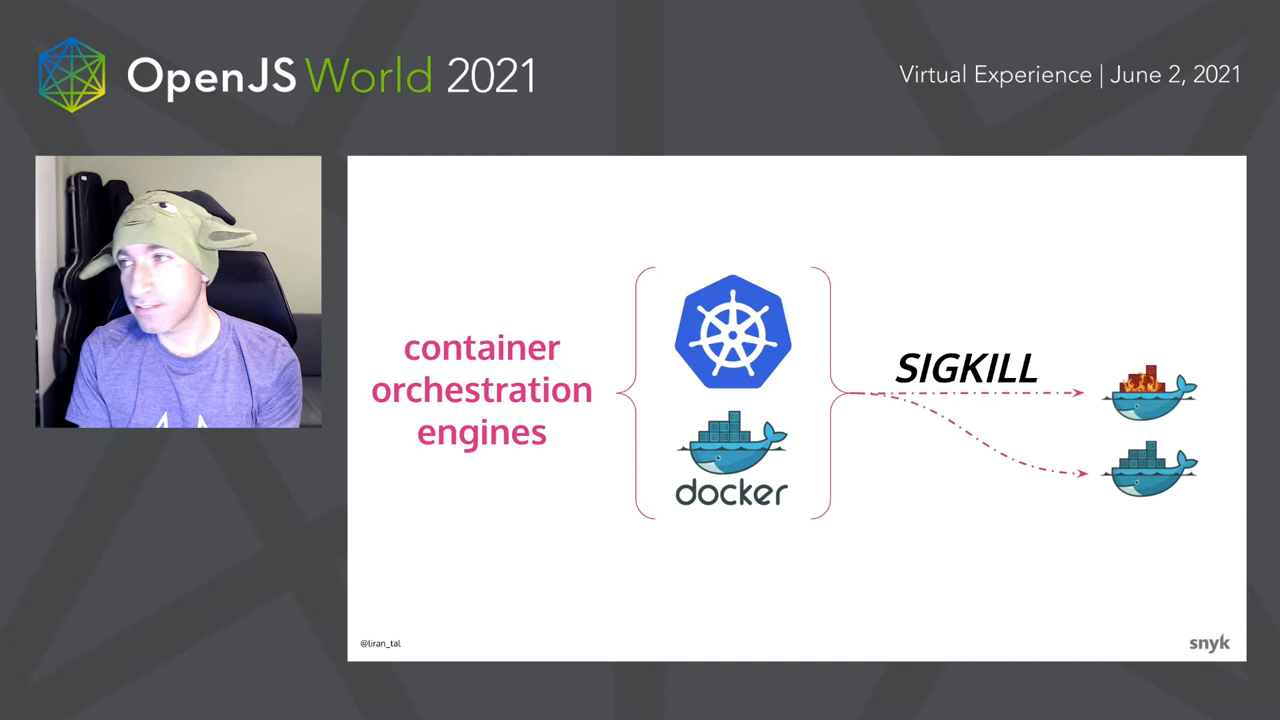 OpenJS World 2021
Virtual Experience | June 2, 2021
container
orchestration
engines
docker
SIGKILL
@liran_tal
snyk